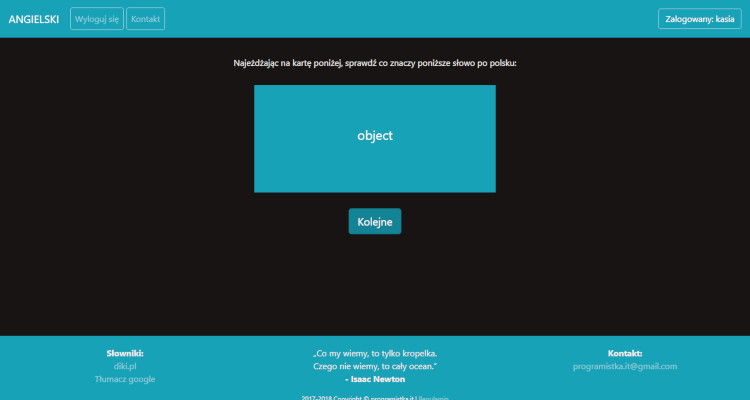 ANGIELSKI Wyloguj się Kontakt Zalogowany: kasia
Najeżdżając na kartę poniżej, sprawdź co znaczy poniższe słowo po polsku:
object
Kolejne
Słowniki:
diki.pl
Tłumacz google
„Co my wiemy, to tylko kropelka.
Czego nie wiemy, to cały ocean."
- Isaac Newton
Kontakt:
programistka.it@gmail.com
2017-2018 Copyright © programistka.it | Regulamin